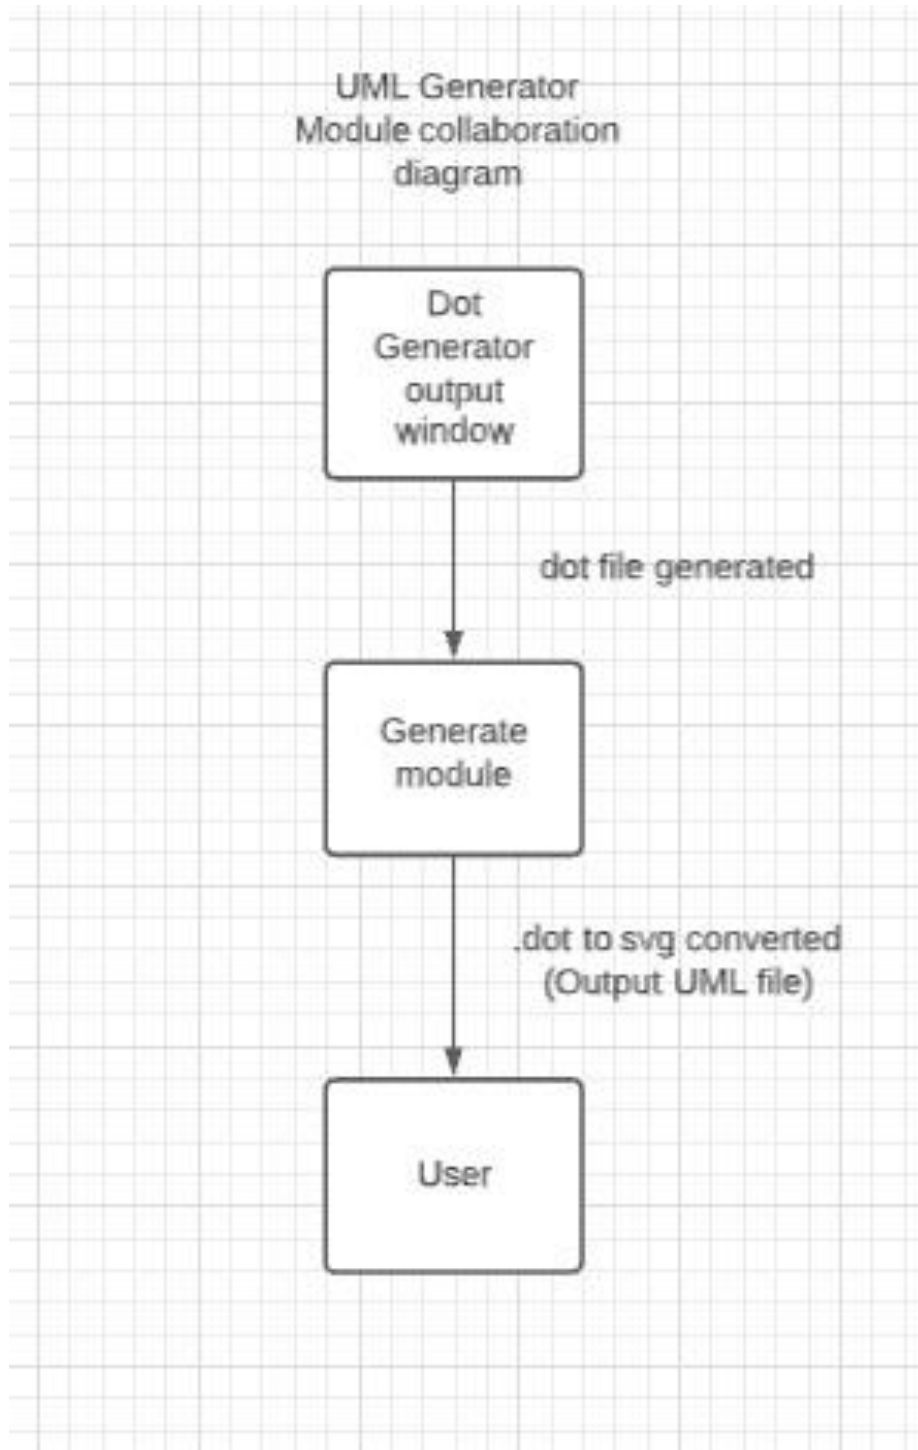 UML Generator
Module collaboration
diagram
Dot
Generator
output
window
dot file generated
Generate
module
.dot to svg converted
(Output UML file)
User